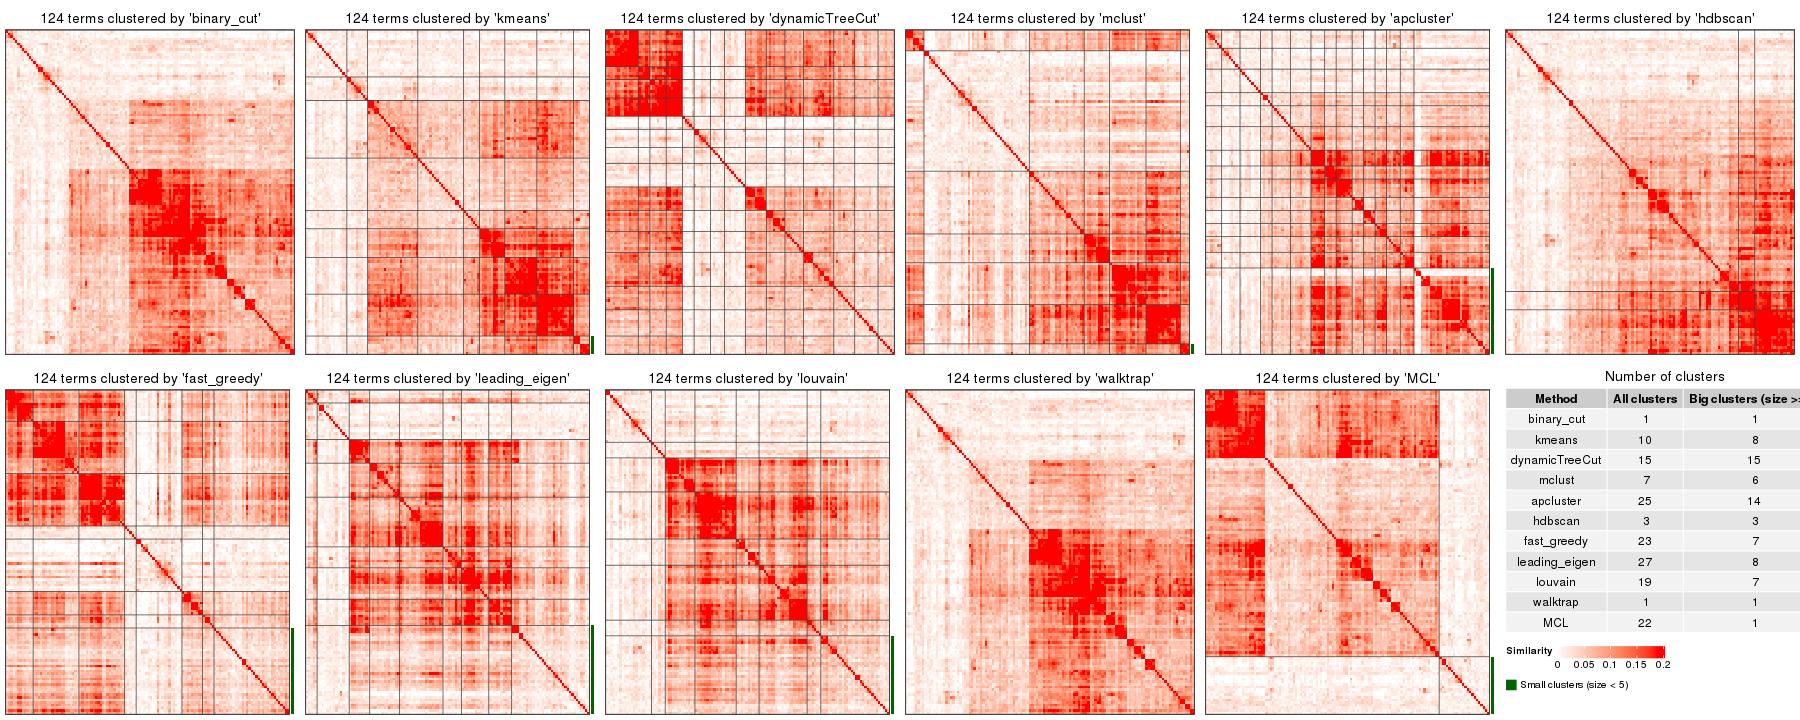 124 terms clustered by 'binary_cut'
124 terms clustered by 'kmeans'
124 terms clustered by 'dynamicTreeCut'
124 terms clustered by 'mclust'
124 terms clustered by 'apcluster'
124 terms clustered by 'hdbscan'
124 terms clustered by 'fast_greedy'
124 terms clustered by 'leading_eigen'
124 terms clustered by 'louvain'
124 terms clustered by 'walktrap'
124 terms clustered by 'MCL'
Number of clusters
Method All clusters Big clusters (size >=
binary_cut 1 1
kmeans 10 8
dynamicTreeCut 15 15
mclust 7 6
apcluster 25 14
hdbscan 3 3
fast_greedy 23 7
leading_eigen 27 8
louvain 19 7
walktrap 1 1
MCL 22 1
Similarity
0 0.05 0.1 0.15 0.2
Small clusters (size < 5)